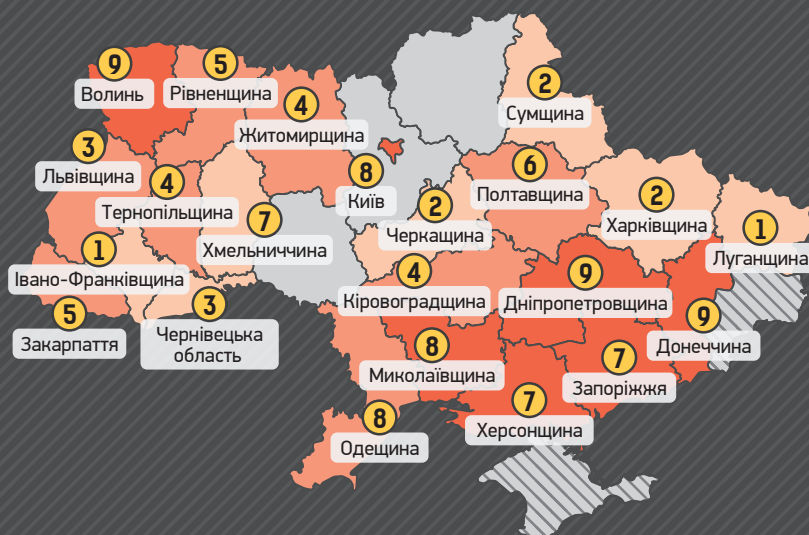 9
Волинь
5
Рівненщина
4
Житомирщина
2
Сумщина
3
Львівщина
4
Тернопільщина
7
Хмельниччина
8
Київ
2
Черкащина
6
Полтавщина
2
Харківщина
1
Луганщина
1
Івано-Франківщина
5
Закарпаття
3
Чернівецька
область
4
Кіровоградщина
9
Дніпропетровщина
9
Донеччина
8
Миколаївщина
7
Запоріжжя
7
Херсонщина
8
Одещина